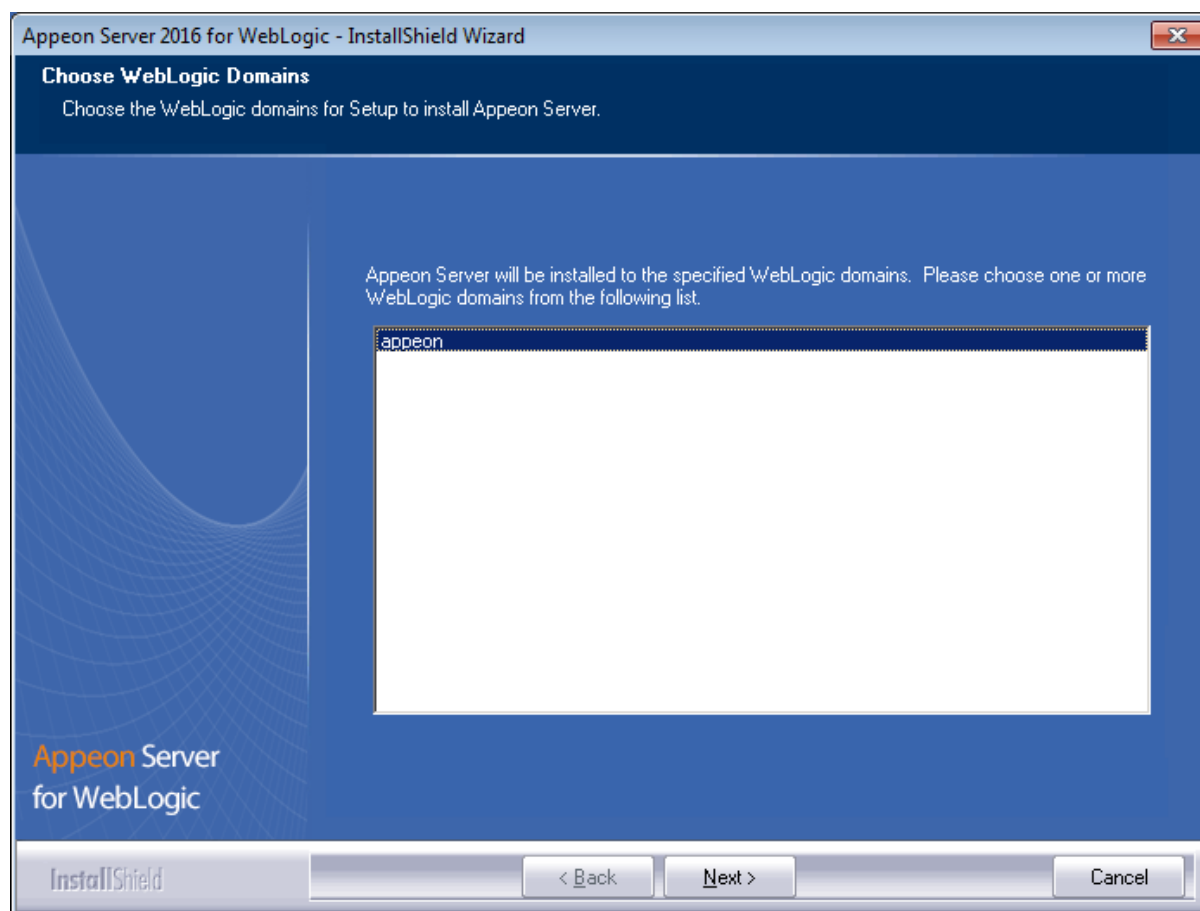 Appeon Server 2016 for WebLogic - InstallShield Wizard
Choose WebLogic Domains
Choose the WebLogic domains for Setup to install Appeon Server.
Appeon Server will be installed to the specified WebLogic domains.  Please choose one or more
WebLogic domains from the following list.
appeon
Appeon Server
for WebLogic
InstallShield
< Back
Next >
Cancel